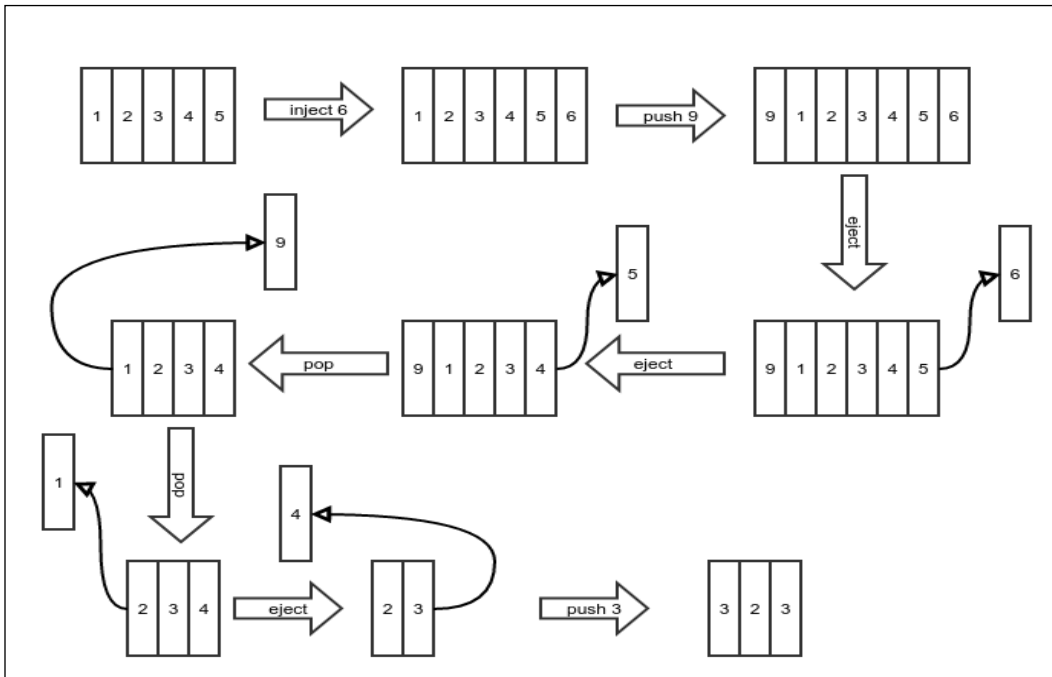 1 2 3 4 5
inject 6
1 2 3 4 5 6
push 9
9 1 2 3 4 5 6
eject
6
9 1 2 3 4 5
eject
5
9 1 2 3 4
pop
9
1 2 3 4
pop
1
2 3 4
eject
4
2 3
push 3
3 2 3